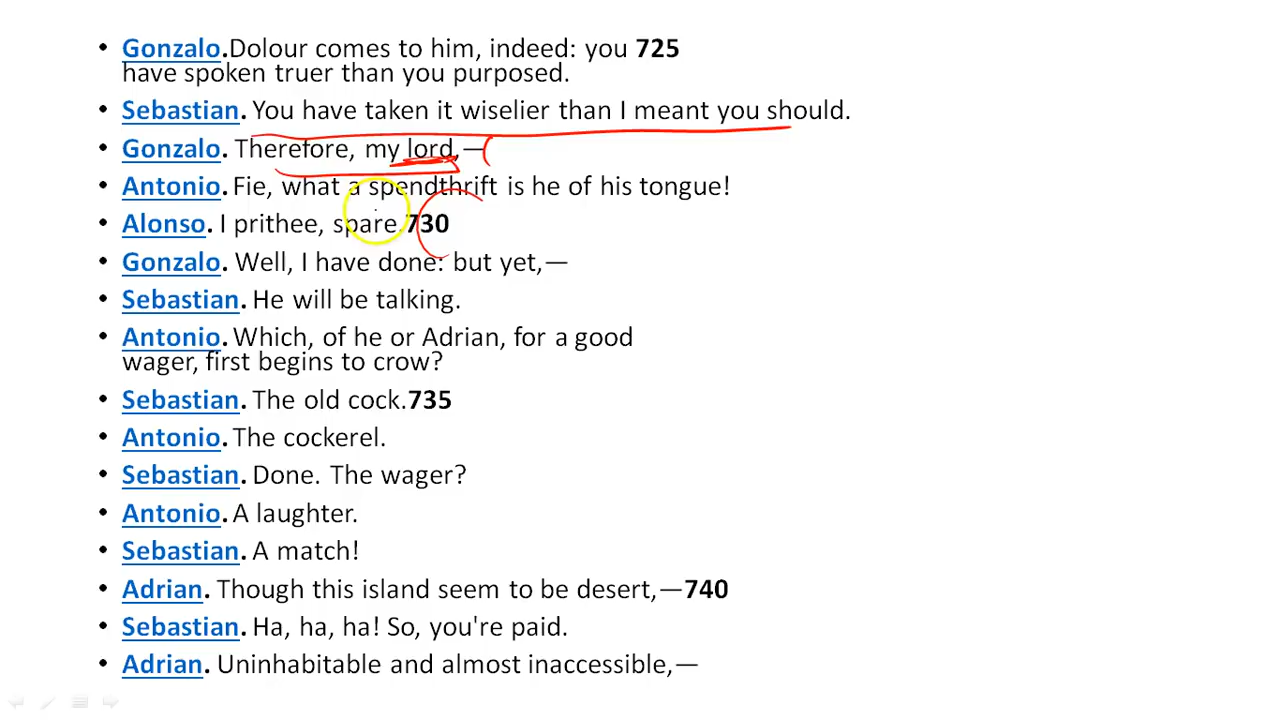 • Gonzalo.Dolour comes to him, indeed: you 725
have spoken truer than you purposed.
• Sebastian. You have taken it wiselier than I meant you should.
• Gonzalo. Therefore, my lord,—
• Antonio. Fie, what a spendthrift is he of his tongue!
• Alonso. I prithee, spare.730
• Gonzalo. Well, I have done: but yet,—
• Sebastian. He will be talking.
• Antonio. Which, of he or Adrian, for a good
wager, first begins to crow?
• Sebastian. The old cock.735
• Antonio. The cockerel.
• Sebastian. Done. The wager?
• Antonio. A laughter.
• Sebastian. A match!
• Adrian. Though this island seem to be desert,—740
• Sebastian. Ha, ha, ha! So, you're paid.
• Adrian. Uninhabitable and almost inaccessible,—